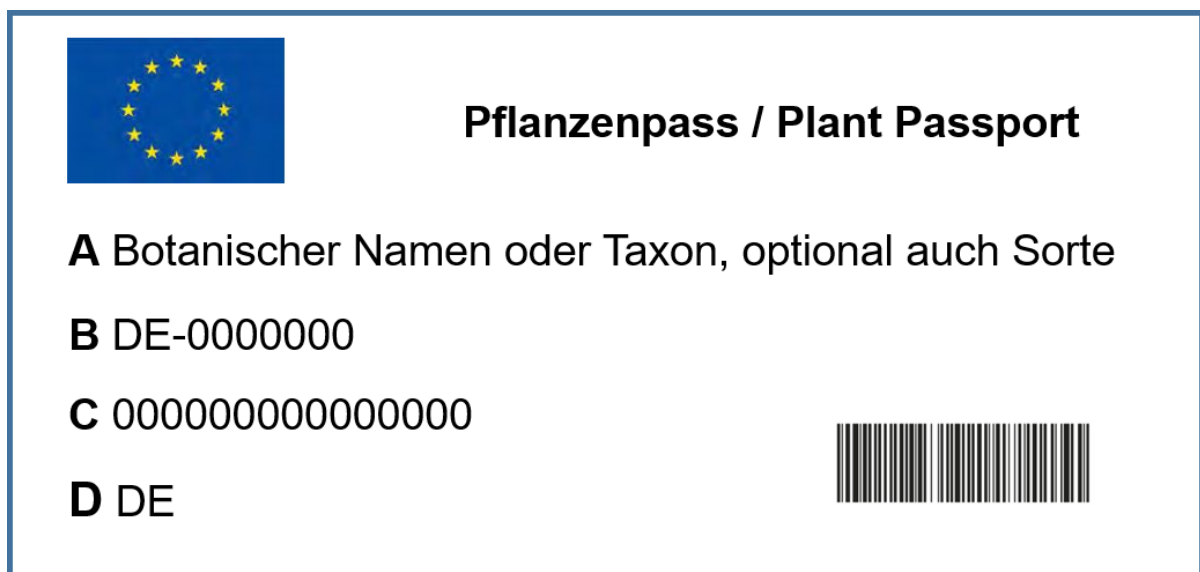 Pflanzenpass / Plant Passport
A Botanischer Namen oder Taxon, optional auch Sorte
B DE-0000000
C 000000000000000
D DE